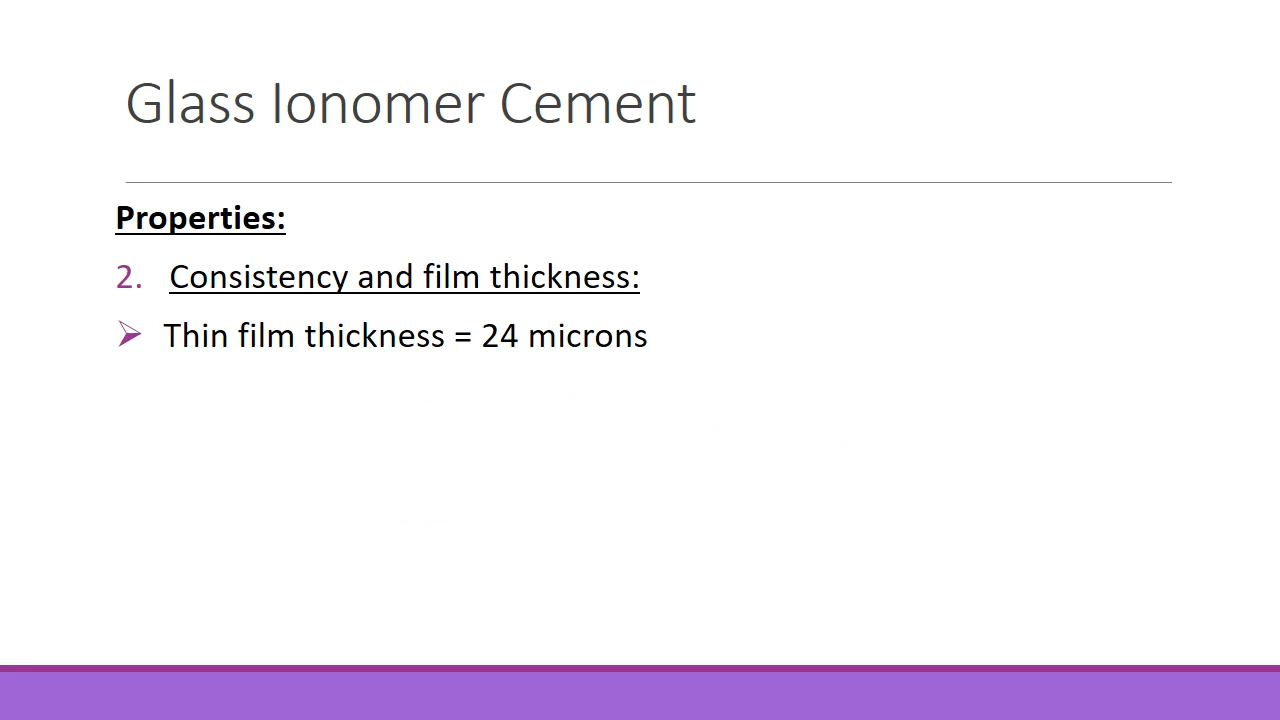 Glass Ionomer Cement
Properties:
2. Consistency and film thickness:
Thin film thickness = 24 microns